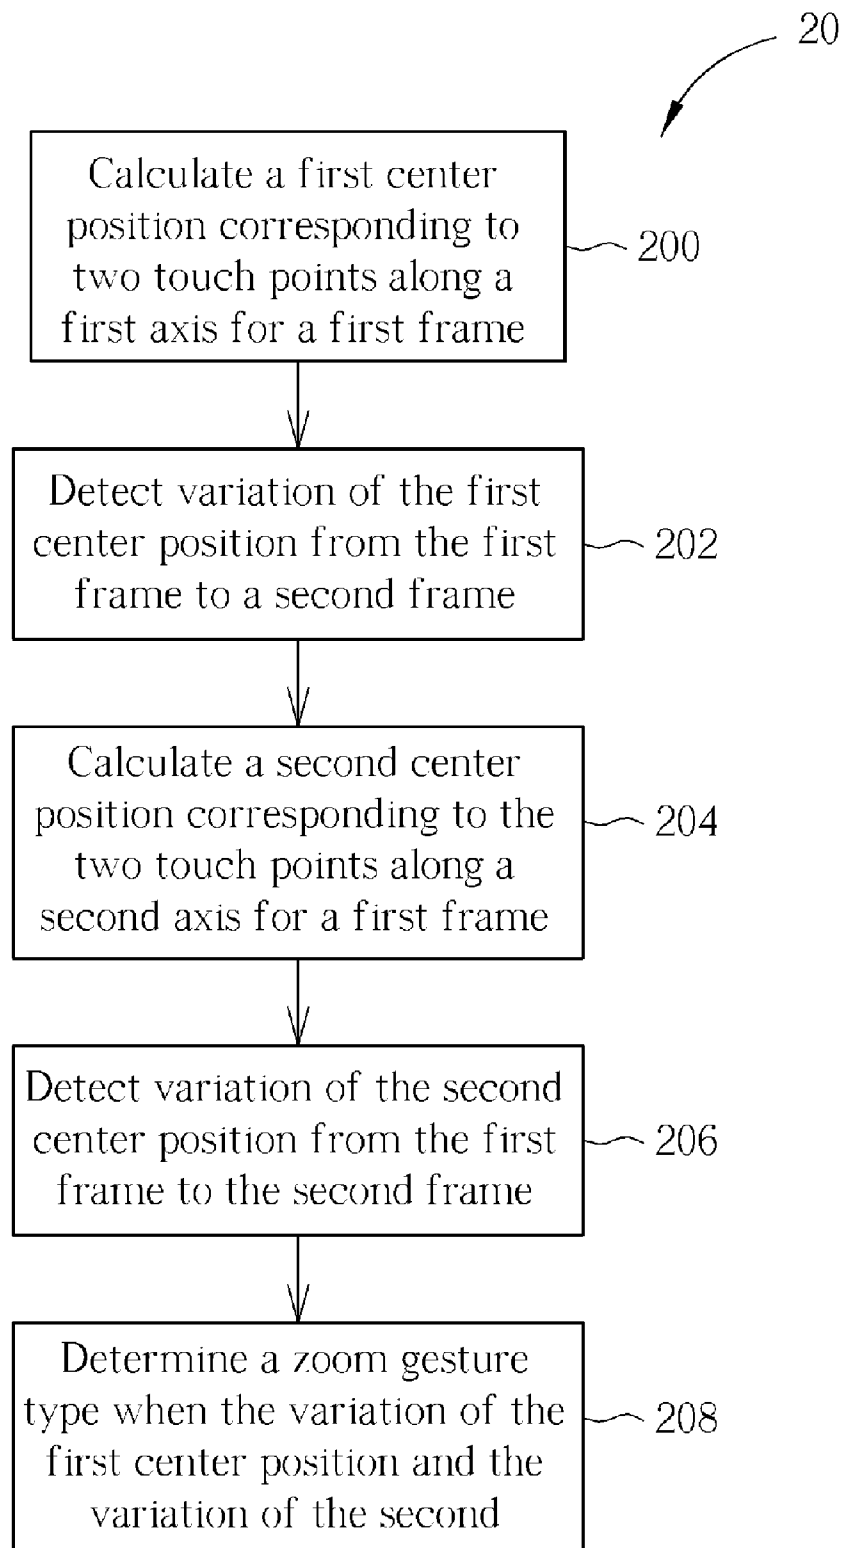 20
Calculate a first center
position corresponding to
two touch points along a
first axis for a first frame
200
Detect variation of the first
center position from the first
frame to a second frame
202
Calculate a second center
position corresponding to the
two touch points along a
second axis for a first frame
204
Detect variation of the second
center position from the first
frame to the second frame
206
Determine a zoom gesture
type when the variation of the
first center position and the
variation of the second
208